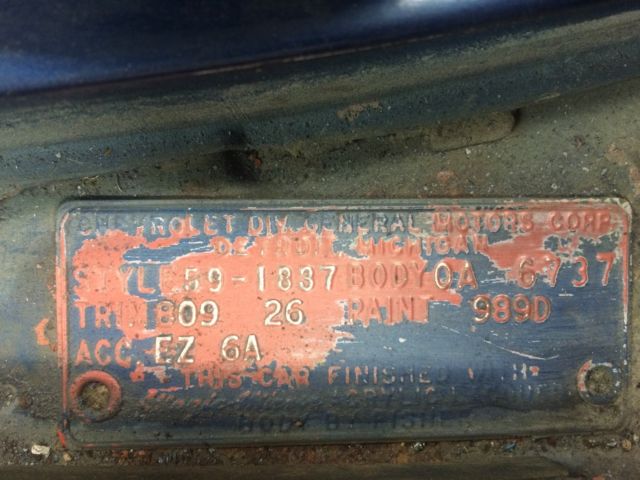 CHEVROLET DIV. GENERAL MOTORS CORP.
DETROIT, MICHIGAN
STYLE 59-1837 BODY OA 6737
TRIM 809 26 PAINT 989D
ACC. EZ 6A
THIS CAR FINISHED WITH
BODY BY FISHER